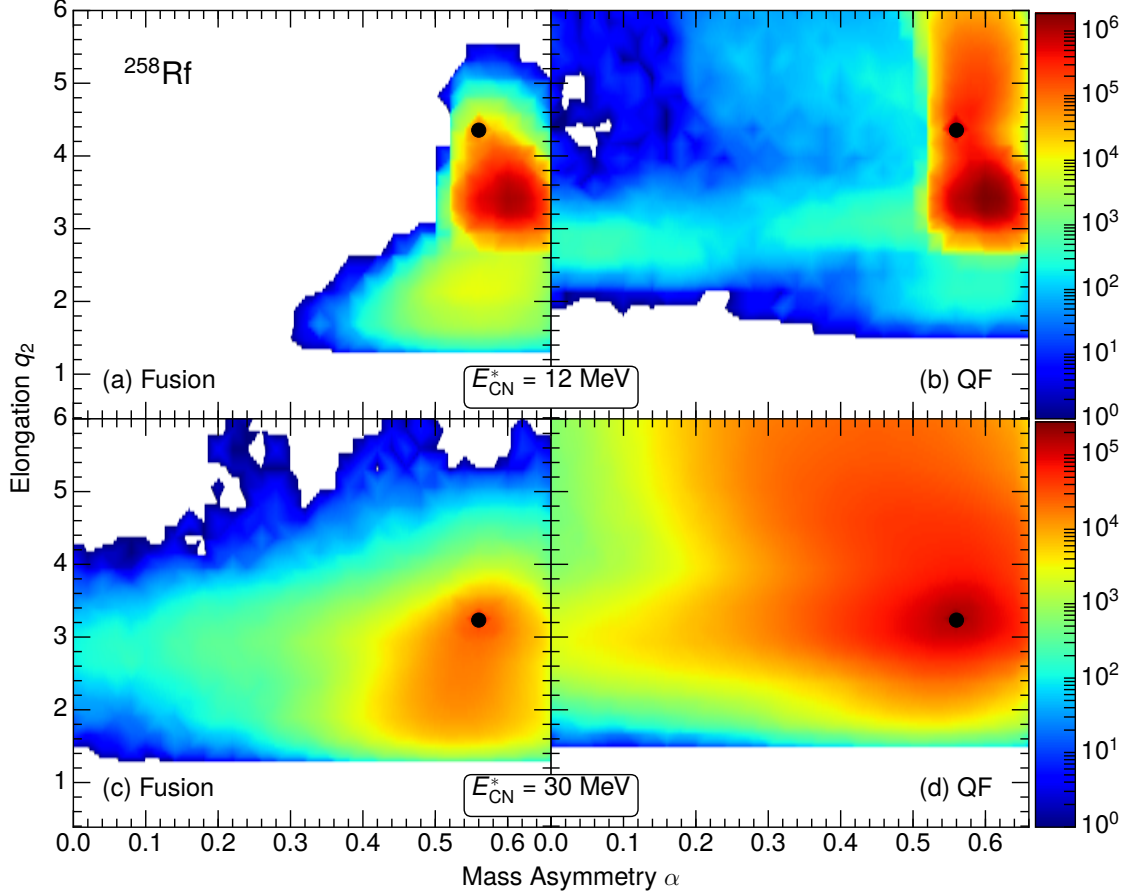 6
5
4
3
2
1
Elongation q₂
²⁵⁸Rf
(a) Fusion
(b) QF
E*CN = 12 MeV
10⁶
10⁵
10⁴
10³
10²
10¹
10⁰
6
5
4
3
2
1
(c) Fusion
(d) QF
E*CN = 30 MeV
10⁵
10⁴
10³
10²
10¹
10⁰
0.0 0.1 0.2 0.3 0.4 0.5 0.6 0.0 0.1 0.2 0.3 0.4 0.5 0.6
Mass Asymmetry α